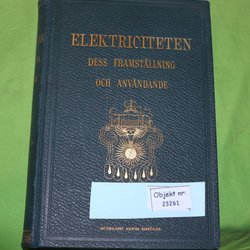 ELEKTRICITETEN
DESS FRAMSTÄLLNING
OCH ANVÄNDANDE
Objekt nr:
23261